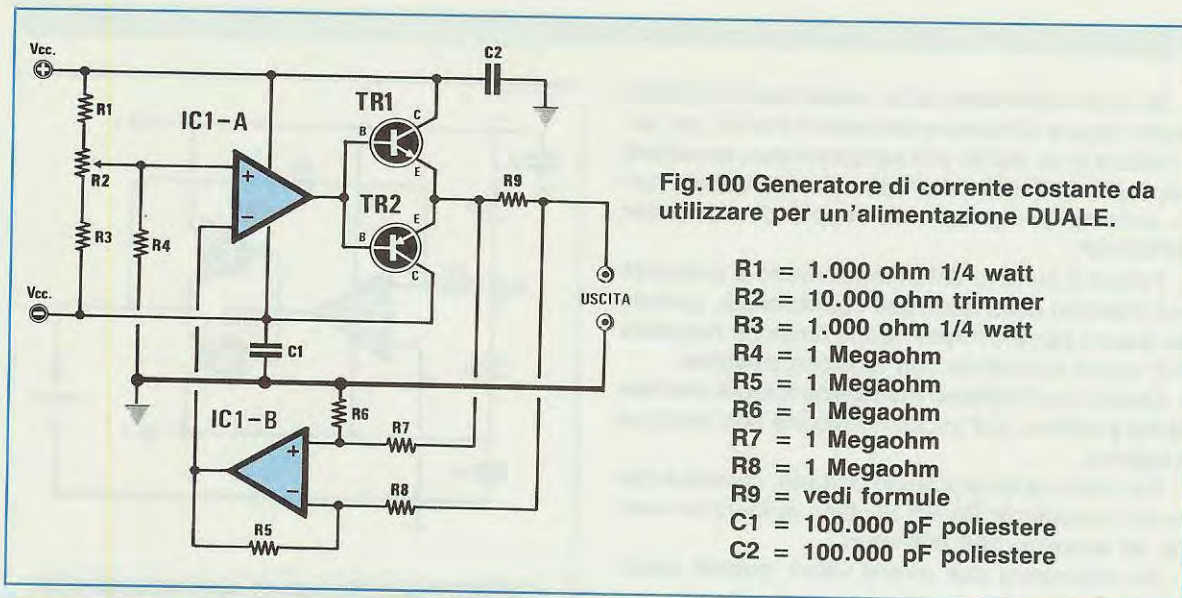 Vcc.
C2
R1
TR1
IC1-A
C
B
E
R2
R9
TR2
E
B
R3
R4
C
Vcc.
USCITA
C1
IC1-B
R6
R7
R8
R5
Fig.100 Generatore di corrente costante da
utilizzare per un'alimentazione DUALE.
R1 = 1.000 ohm 1/4 watt
R2 = 10.000 ohm trimmer
R3 = 1.000 ohm 1/4 watt
R4 = 1 Megaohm
R5 = 1 Megaohm
R6 = 1 Megaohm
R7 = 1 Megaohm
R8 = 1 Megaohm
R9 = vedi formule
C1 = 100.000 pF poliestere
C2 = 100.000 pF poliestere